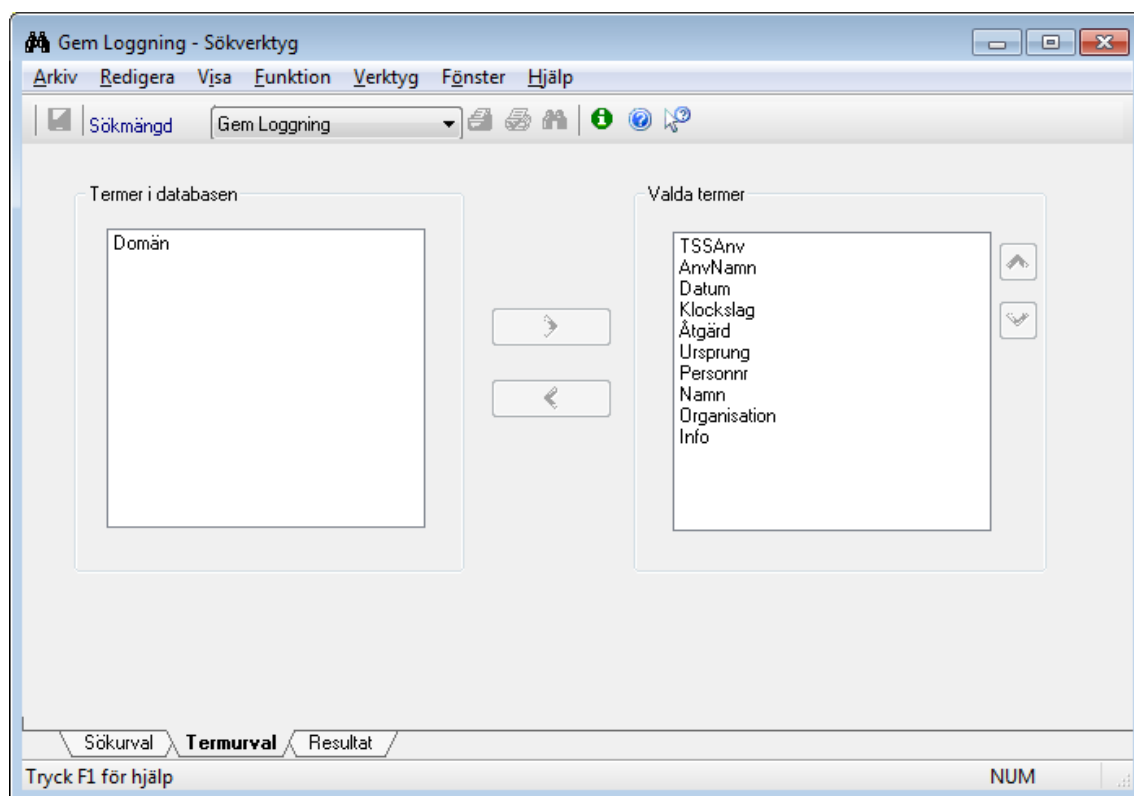 Gem Loggning - Sökverktyg
Arkiv Redigera Visa Funktion Verktyg Fönster Hjälp
Sökmängd Gem Loggning
Termer i databasen
Domän
Valda termer
TSSAnv
AnvNamn
Datum
Klockslag
Åtgärd
Ursprung
Personnr
Namn
Organisation
Info
Sökurval Termurval Resultat
Tryck F1 för hjälp NUM